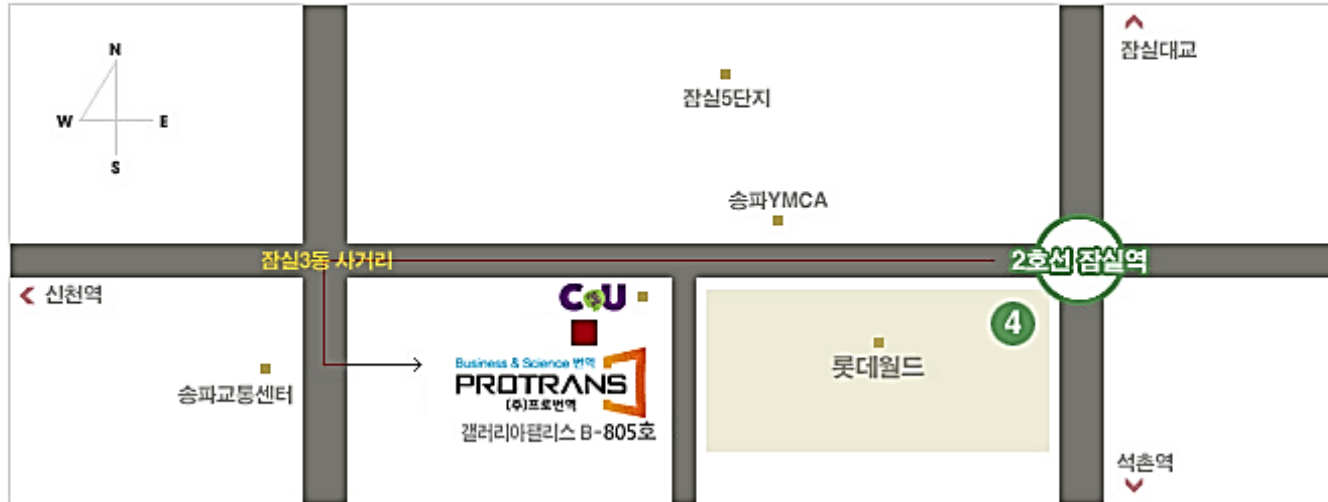 N
W E
S
잠실대교
잠실5단지
송파YMCA
잠실3동 사거리
2호선 잠실역
신천역
CU
4
롯데월드
송파교통센터
Business & Science 번역
PROTRANS
(주)프로번역
갤러리아팰리스 B-805호
석촌역